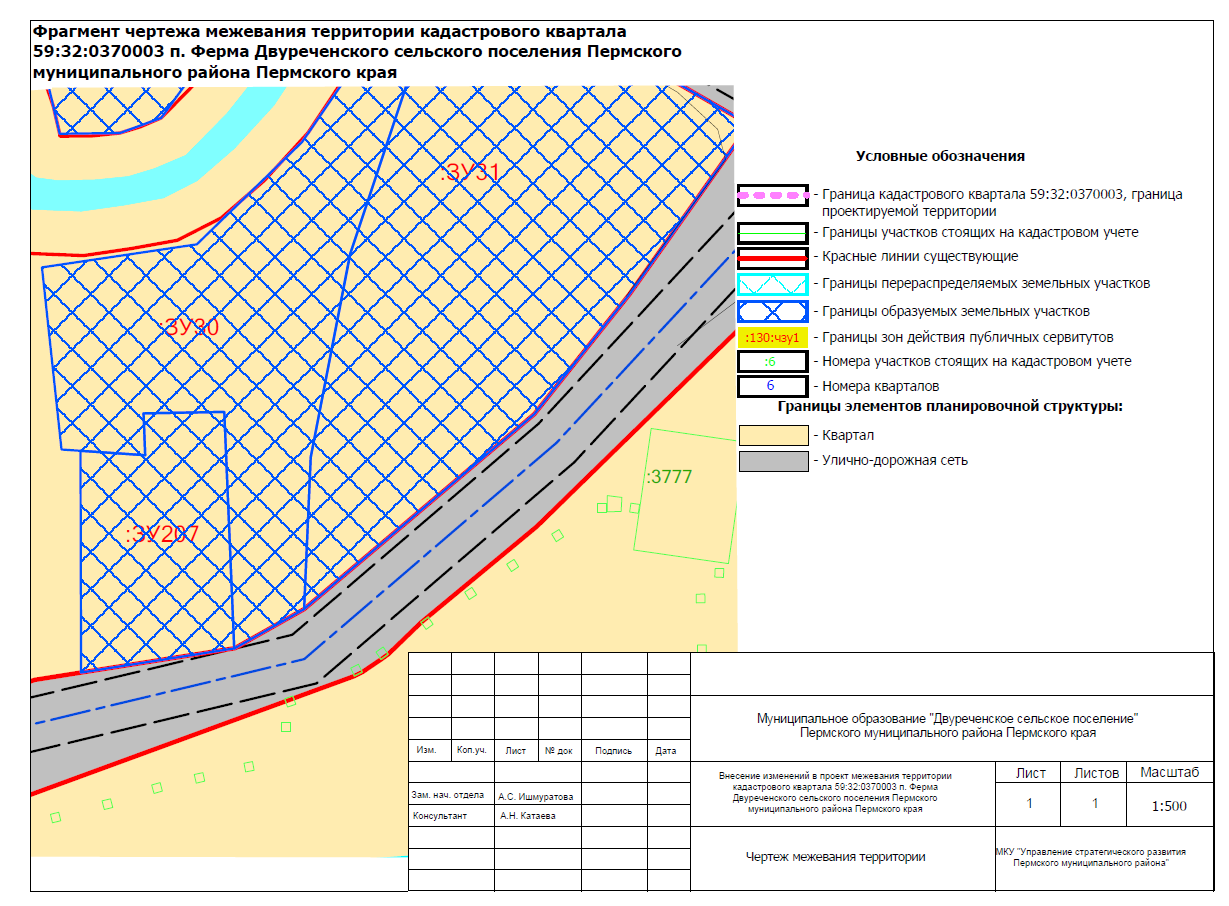 Фрагмент чертежа межевания территории кадастрового квартала
59:32:0370003 п. Ферма Двуреченского сельского поселения Пермского
муниципального района Пермского края
:ЗУ31
:ЗУ30
:ЗУ207
:3777
Условные обозначения
- Граница кадастрового квартала 59:32:0370003, граница
проектируемой территории
- Границы участков стоящих на кадастровом учете
- Красные линии существующие
- Границы перераспределяемых земельных участков
- Границы образуемых земельных участков
:130:чзу1 - Границы зон действия публичных сервитутов
:6 - Номера участков стоящих на кадастровом учете
6 - Номера кварталов
Границы элементов планировочной структуры:
- Квартал
- Улично-дорожная сеть
Муниципальное образование "Двуреченское сельское поселение"
Пермского муниципального района Пермского края
Изм. Кол.уч. Лист № док Подпись Дата
Зам. нач. отдела А.С. Ишмуратова
Консультант А.Н. Катаева
Внесение изменений в проект межевания территории
кадастрового квартала 59:32:0370003 п. Ферма
Двуреченского сельского поселения Пермского
муниципального района Пермского края
Лист Листов Масштаб
1 1 1:500
Чертеж межевания территории
МКУ "Управление стратегического развития
Пермского муниципального района"